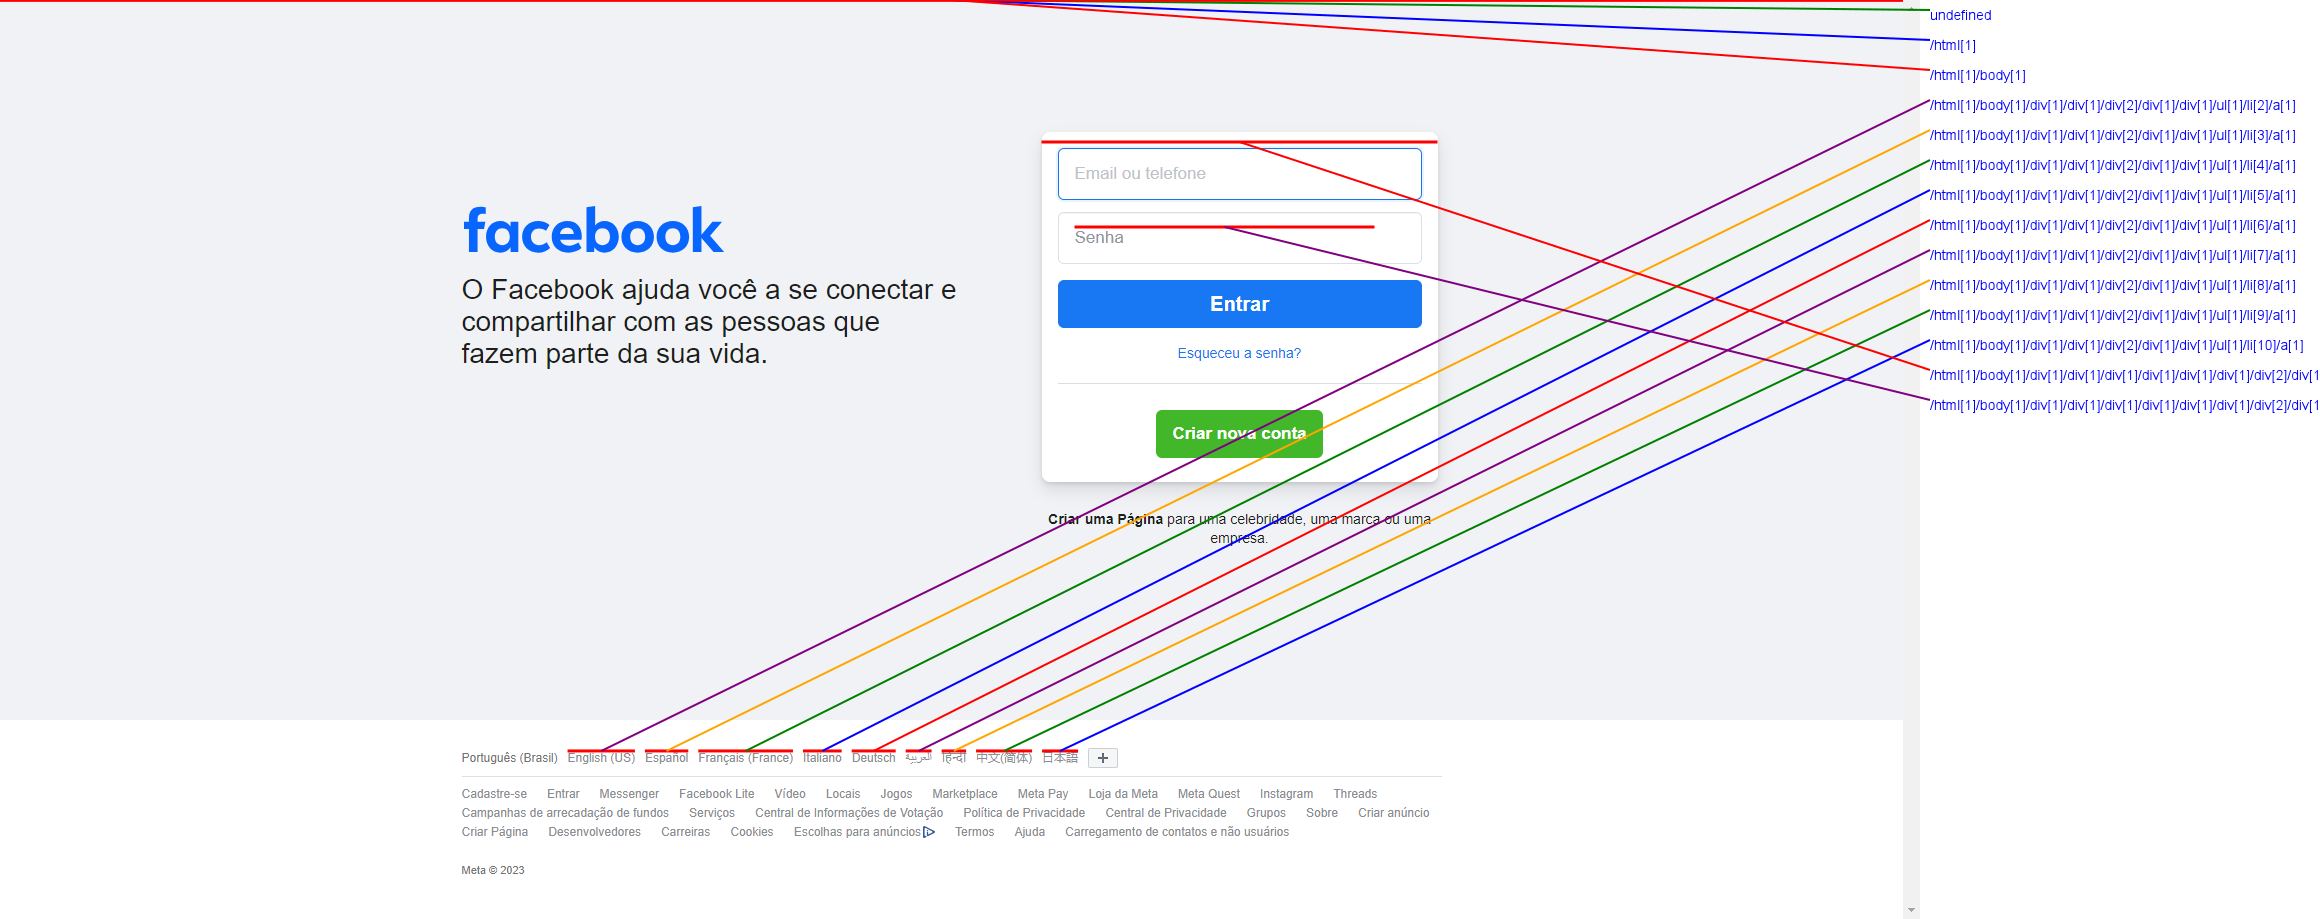 undefined
/html[1]
/html[1]/body[1]
/html[1]/body[1]/div[1]/div[1]/div[2]/div[1]/div[1]/ul[1]/li[2]/a[1]
/html[1]/body[1]/div[1]/div[1]/div[2]/div[1]/div[1]/ul[1]/li[3]/a[1]
/html[1]/body[1]/div[1]/div[1]/div[2]/div[1]/div[1]/ul[1]/li[4]/a[1]
/html[1]/body[1]/div[1]/div[1]/div[2]/div[1]/div[1]/ul[1]/li[5]/a[1]
/html[1]/body[1]/div[1]/div[1]/div[2]/div[1]/div[1]/ul[1]/li[6]/a[1]
/html[1]/body[1]/div[1]/div[1]/div[2]/div[1]/div[1]/ul[1]/li[7]/a[1]
/html[1]/body[1]/div[1]/div[1]/div[2]/div[1]/div[1]/ul[1]/li[8]/a[1]
/html[1]/body[1]/div[1]/div[1]/div[2]/div[1]/div[1]/ul[1]/li[9]/a[1]
/html[1]/body[1]/div[1]/div[1]/div[2]/div[1]/div[1]/ul[1]/li[10]/a[1]
/html[1]/body[1]/div[1]/div[1]/div[1]/div[1]/div[1]/div[1]/div[2]/div[1
/html[1]/body[1]/div[1]/div[1]/div[1]/div[1]/div[1]/div[1]/div[2]/div[1
facebook
O Facebook ajuda você a se conectar e
compartilhar com as pessoas que
fazem parte da sua vida.
Email ou telefone
Senha
Entrar
Esqueceu a senha?
Criar nova conta
Criar uma Página para uma celebridade, uma marca ou uma
empresa.
Português (Brasil) English (US) Español Français (France) Italiano Deutsch العربية हिन्दी 中文(简体) 日本語
Cadastre-se Entrar Messenger Facebook Lite Vídeo Locais Jogos Marketplace Meta Pay Loja da Meta Meta Quest Instagram Threads
Campanhas de arrecadação de fundos Serviços Central de Informações de Votação Política de Privacidade Central de Privacidade Grupos Sobre Criar anúncio
Criar Página Desenvolvedores Carreiras Cookies Escolhas para anúncios Termos Ajuda Carregamento de contatos e não usuários
Meta © 2023